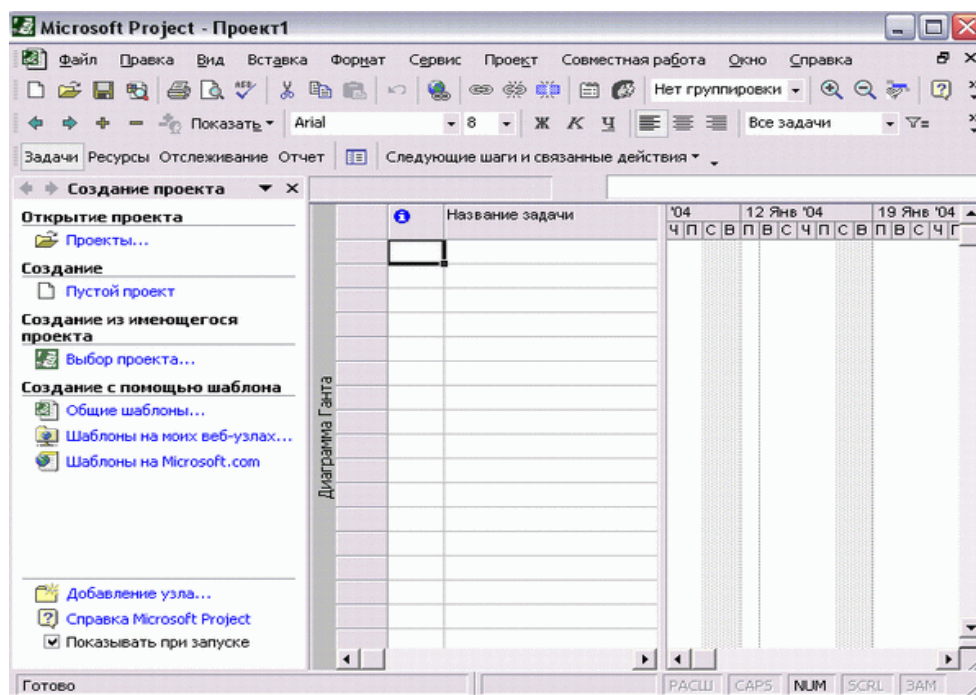 Microsoft Project - Проект1
Файл Правка Вид Вставка Формат Сервис Проект Совместная работа Окно Справка
Нет группировки
Показать Arial 8 Ж К Ч Все задачи
Задачи Ресурсы Отслеживание Отчет Следующие шаги и связанные действия
Создание проекта
Открытие проекта
Проекты...
Создание
Пустой проект
Создание из имеющегося
проекта
Выбор проекта...
Создание с помощью шаблона
Общие шаблоны...
Шаблоны на моих веб-узлах...
Шаблоны на Microsoft.com
Добавление узла...
Справка Microsoft Project
Показывать при запуске
Диаграмма Ганта
Название задачи
'04 12 Янв '04 19 Янв '04
Ч П С В П В С Ч П С В П В С Ч П
Готово
РАСШ CAPS NUM SCRL ЗАМ